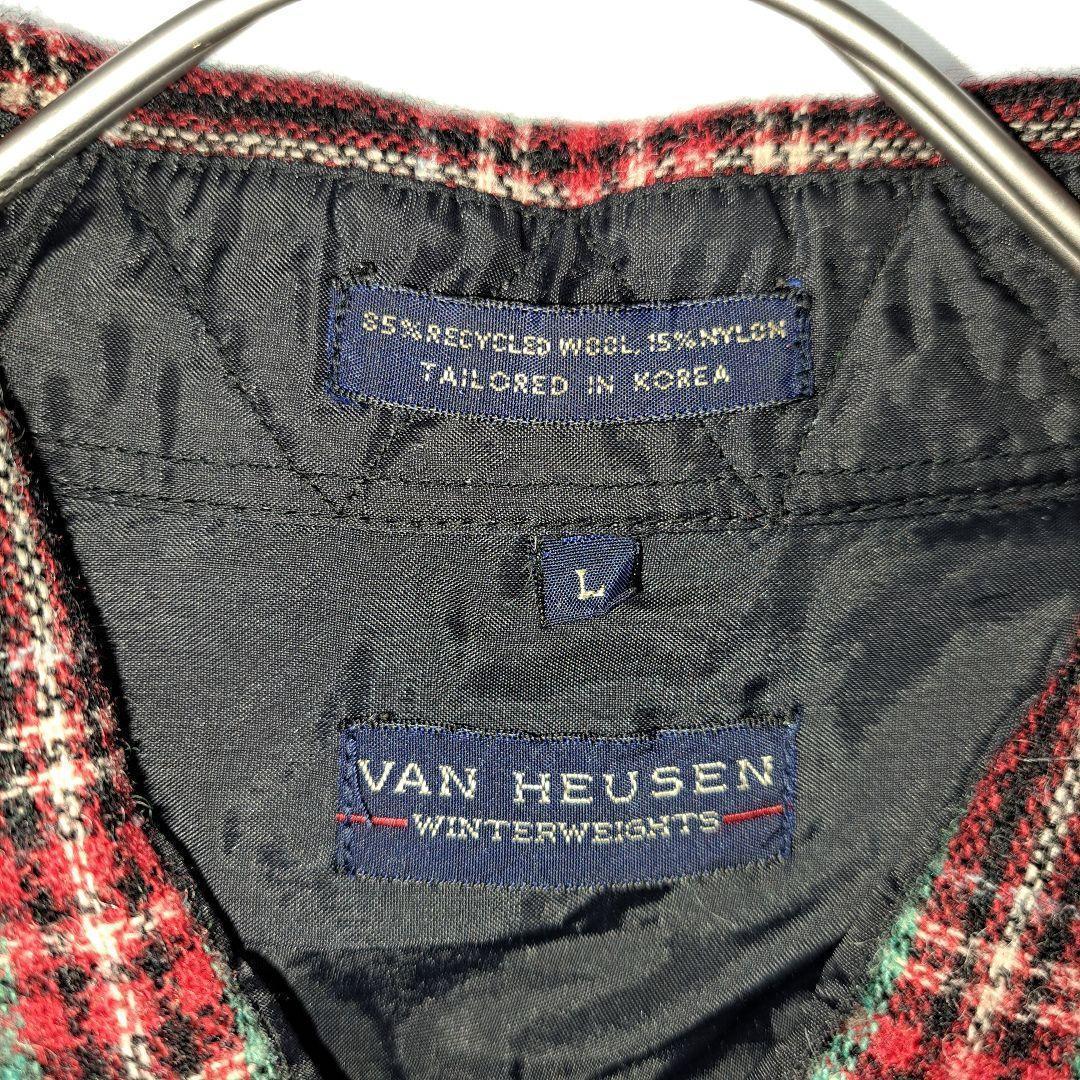 85% RECYCLED WOOL, 15% NYLON
TAILORED IN KOREA
L
VAN HEUSEN
WINTERWEIGHTS